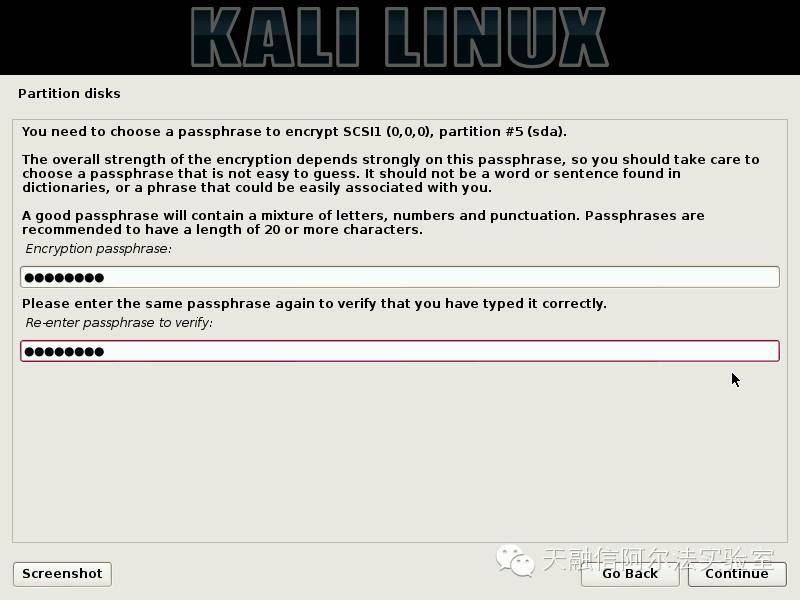 KALI LINUX
Partition disks
You need to choose a passphrase to encrypt SCSI1 (0,0,0), partition #5 (sda).
The overall strength of the encryption depends strongly on this passphrase, so you should take care to
choose a passphrase that is not easy to guess. It should not be a word or sentence found in
dictionaries, or a phrase that could be easily associated with you.
A good passphrase will contain a mixture of letters, numbers and punctuation. Passphrases are
recommended to have a length of 20 or more characters.
Encryption passphrase:
●●●●●●●●
Please enter the same passphrase again to verify that you have typed it correctly.
Re-enter passphrase to verify:
●●●●●●●●
天融信阿尔法实验室
Screenshot
Go Back
Continue